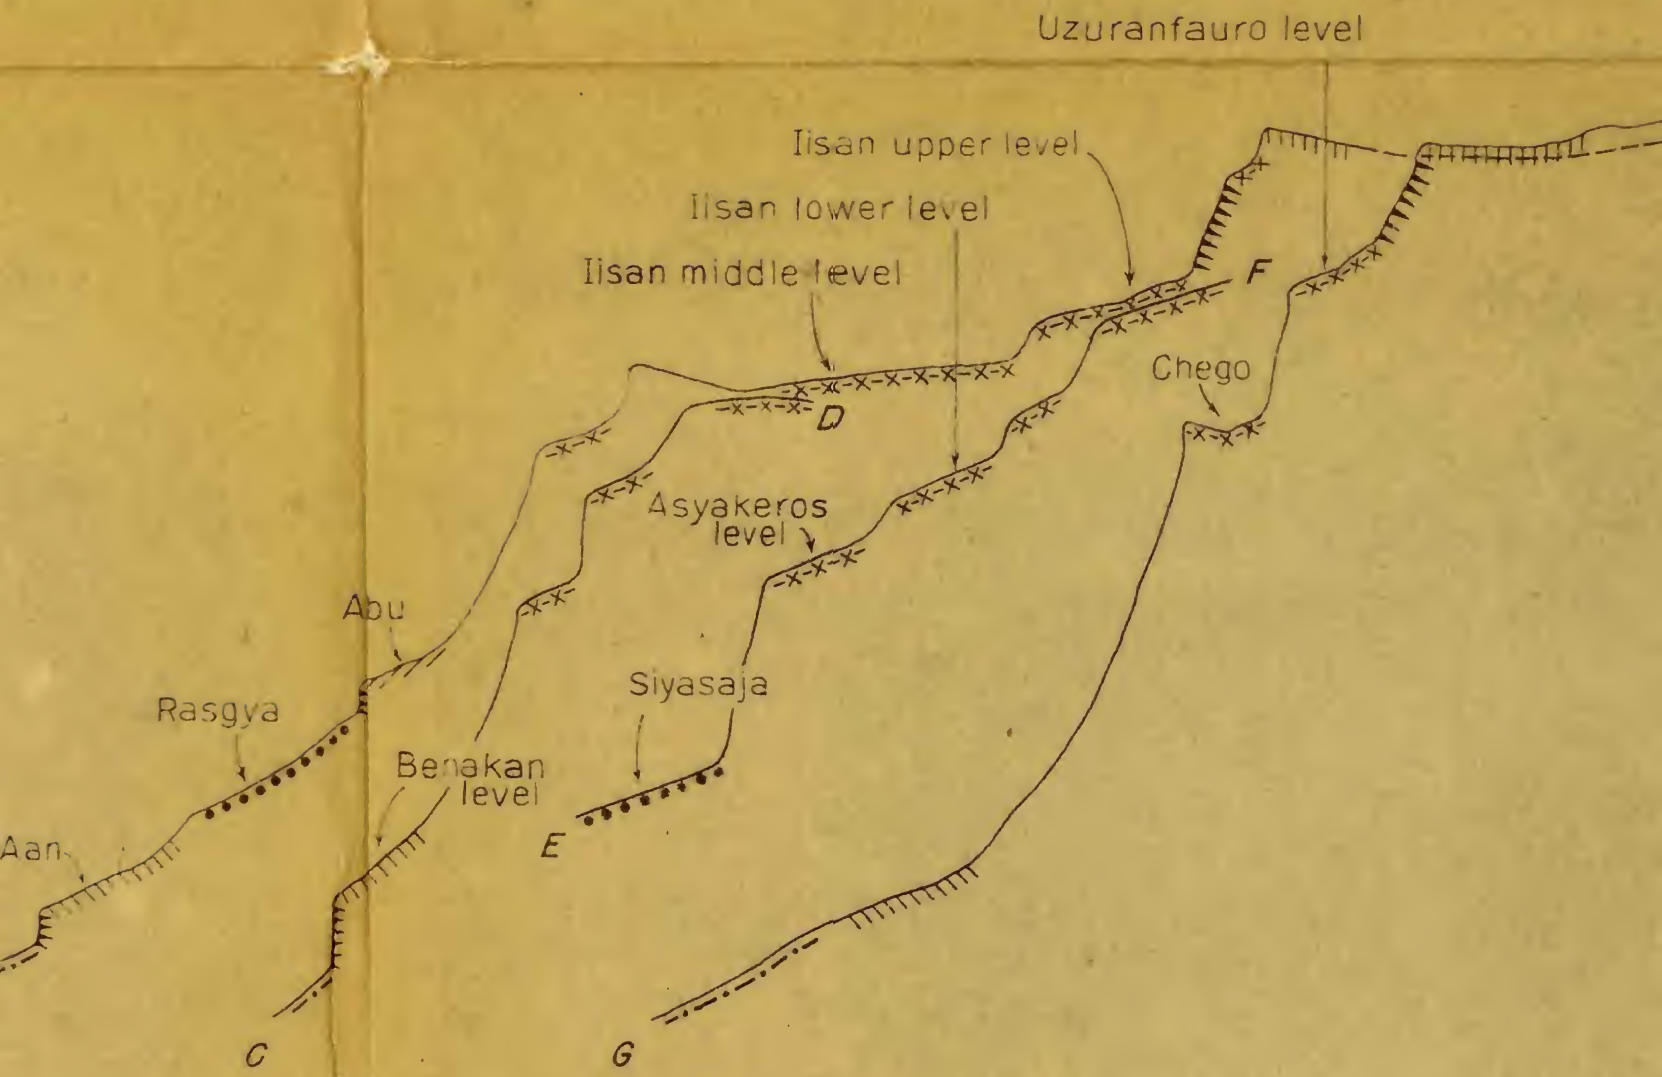 Uzuranfauro level
Iisan upper level
Iisan lower level
Iisan middle level
F
Chego
D
Asyakeros
level
Abu
Siyasaja
Rasgya
Benakan
level
Aan
E
C
G